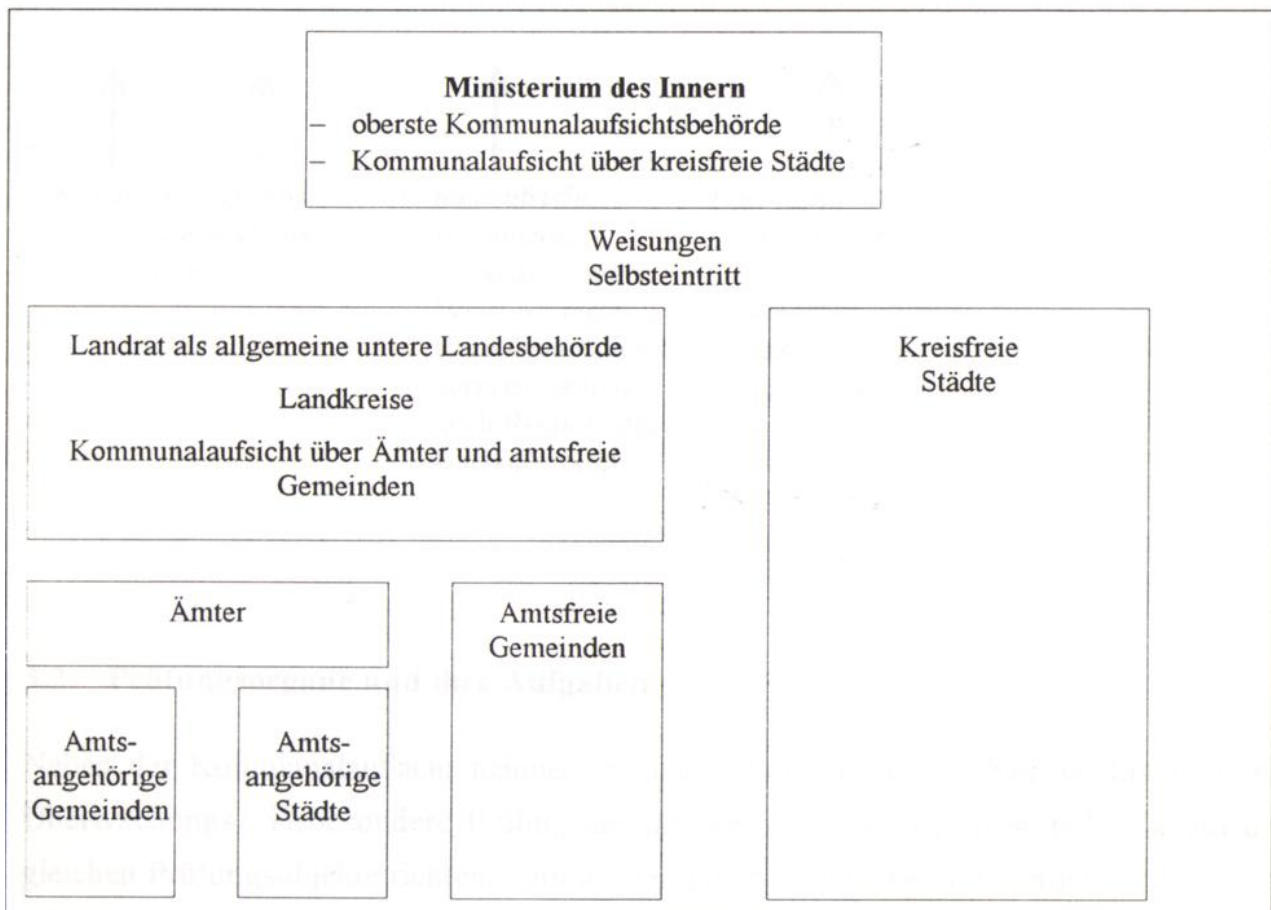 Ministerium des Innern
– oberste Kommunalaufsichtsbehörde
– Kommunalaufsicht über kreisfreie Städte
Weisungen
Selbsteintritt
Landrat als allgemeine untere Landesbehörde
Landkreise
Kommunalaufsicht über Ämter und amtsfreie
Gemeinden
Kreisfreie
Städte
Ämter
Amtsfreie
Gemeinden
Amts-
angehörige
Gemeinden
Amts-
angehörige
Städte